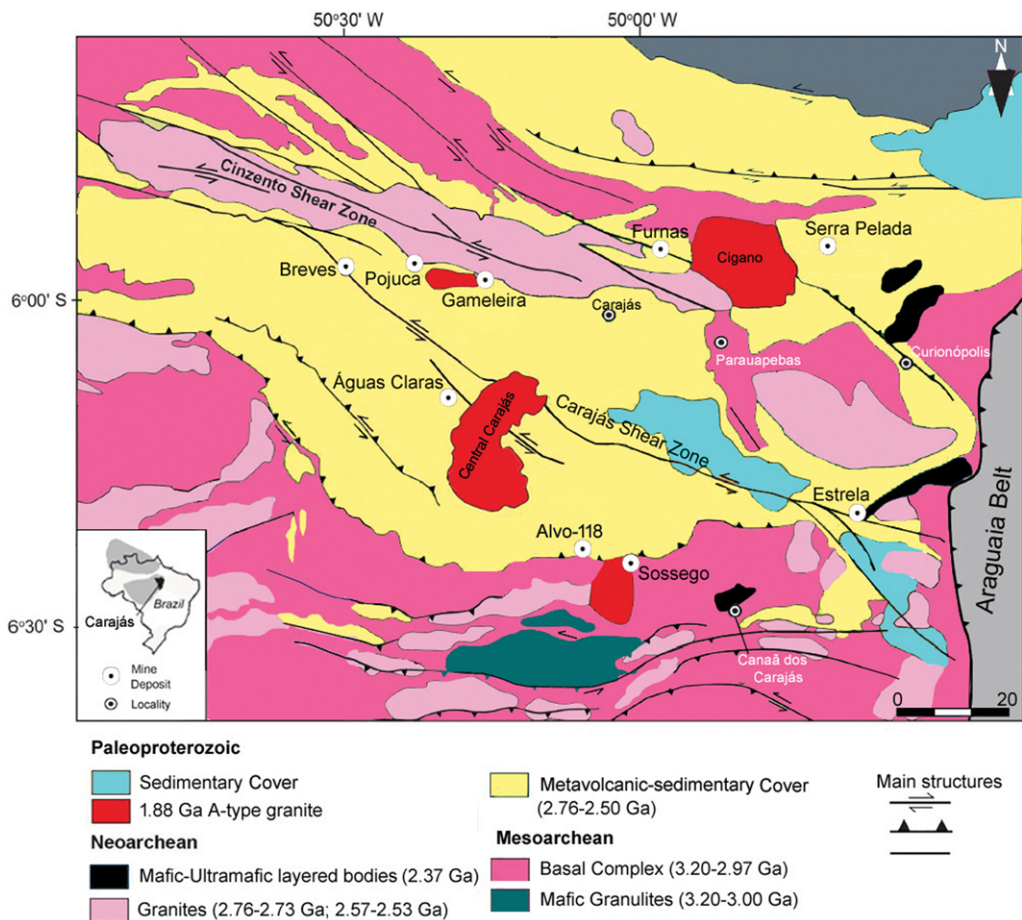 50°30' W
50°00' W
N
Cinzento Shear Zone
Furnas
Serra Pelada
Cigano
Breves
Pojuca
Gameleira
6°00' S
Carajás
Parauapebas
Curionópolis
Águas Claras
Central Carajás
Carajás Shear Zone
Estrela
Araguaia Belt
Alvo-118
Sossego
Brazil
Carajás
6°30' S
Canaã dos
Carajás
Mine
Deposit
Locality
0 20
Paleoproterozoic
Sedimentary Cover
1.88 Ga A-type granite
Neoarchean
Mafic-Ultramafic layered bodies (2.37 Ga)
Granites (2.76-2.73 Ga; 2.57-2.53 Ga)
Metavolcanic-sedimentary Cover
(2.76-2.50 Ga)
Mesoarchean
Basal Complex (3.20-2.97 Ga)
Mafic Granulites (3.20-3.00 Ga)
Main structures